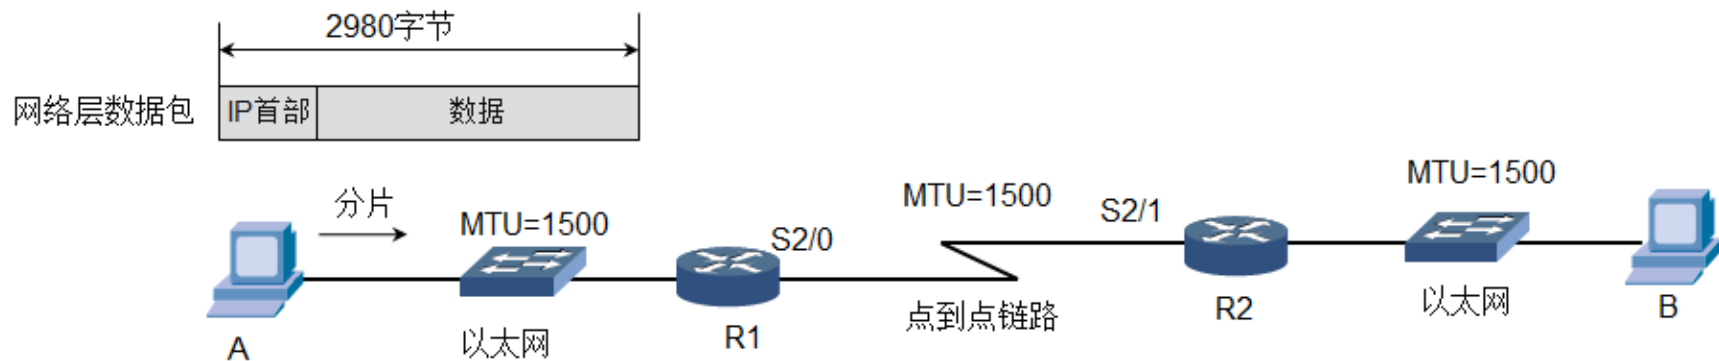 2980字节
网络层数据包
IP首部
数据
分片
MTU=1500
S2/0
MTU=1500
S2/1
MTU=1500
A
以太网
R1
点到点链路
R2
以太网
B